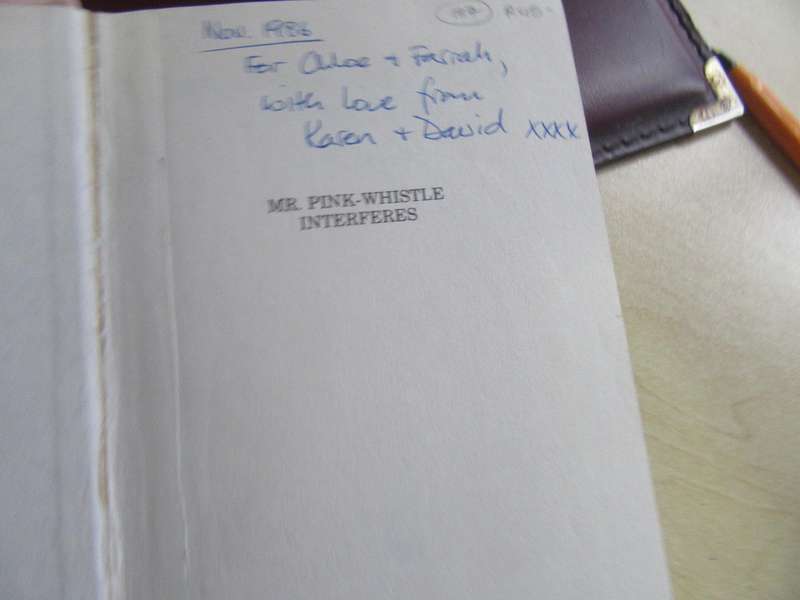 Nov. 1986
For Chloe + Farrah,
with love from
Karen + David xxxx
MR. PINK-WHISTLE
INTERFERES